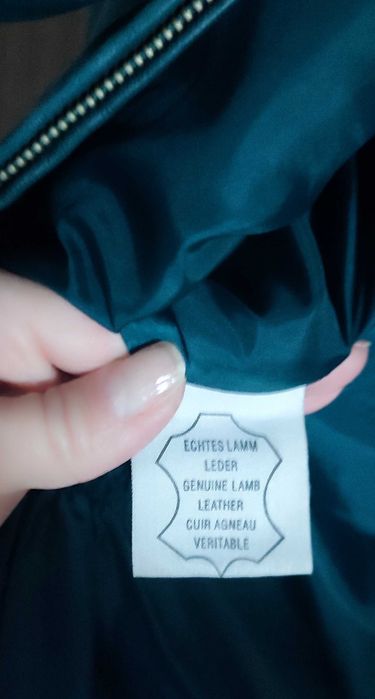 ECHTES LAMM
LEDER
GENUINE LAMB
LEATHER
CUIR AGNEAU
VERITABLE